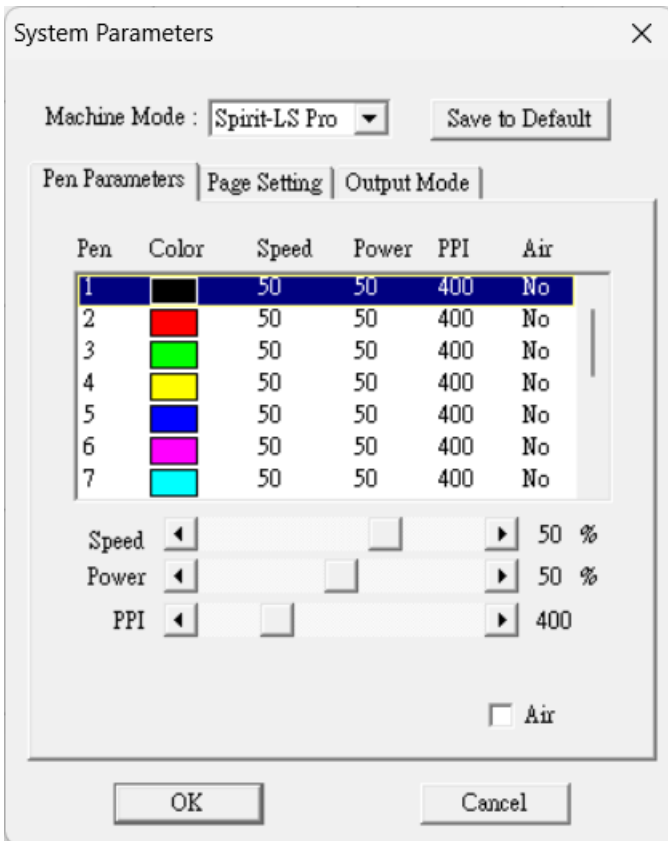 System Parameters
Machine Mode : Spirit-LS Pro Save to Default
Pen Parameters Page Setting Output Mode
Pen Color Speed Power PPI Air
1 50 50 400 No
2 50 50 400 No
3 50 50 400 No
4 50 50 400 No
5 50 50 400 No
6 50 50 400 No
7 50 50 400 No
Speed 50 %
Power 50 %
PPI 400
Air
OK Cancel